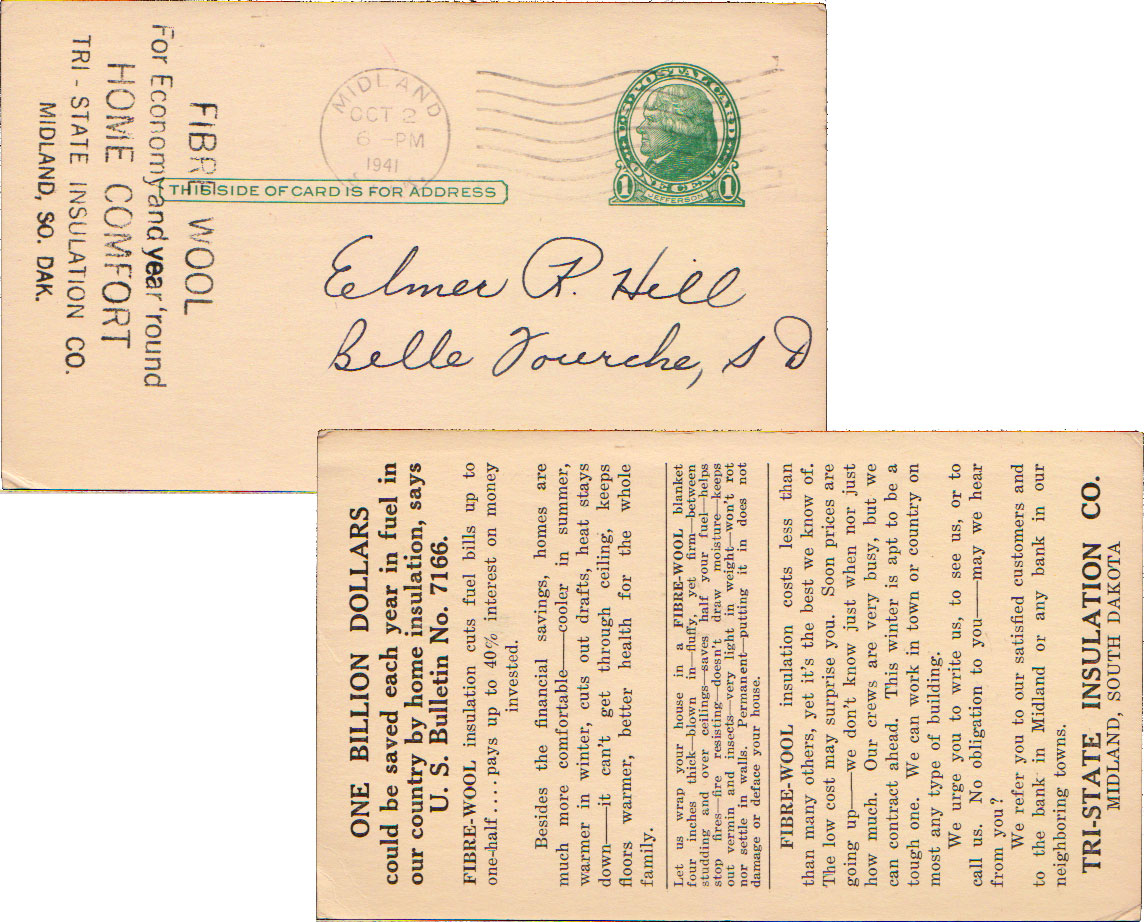 FIBRE WOOL
For Economy and year 'round
HOME COMFORT
TRI - STATE INSULATION CO.
MIDLAND, SO. DAK.
MIDLAND
OCT 2
6 -PM
1941
U.S. POSTAL CARD
ONE CENT
1 JEFFERSON 1
THIS SIDE OF CARD IS FOR ADDRESS
Elmer R. Hill
Belle Fourche, S D
ONE BILLION DOLLARS
could be saved each year in fuel in
our country by home insulation, says
U. S. Bulletin No. 7166.
FIBRE-WOOL insulation cuts fuel bills up to
one-half....pays up to 40% interest on money
invested.
Besides the financial savings, homes are
much more comfortable——cooler in summer,
warmer in winter, cuts out drafts, heat stays
down—it can't get through ceiling, keeps
floors warmer, better health for the whole
family.
Let us wrap your house in a FIBRE-WOOL blanket
four inches thick—blown in—fluffy, yet firm—between
studding and over ceilings—saves half your fuel—helps
stop fires—fire resisting—doesn't draw moisture—keeps
out vermin and insects—very light in weight—won't rot
nor settle in walls. Permanent—putting it in does not
damage or deface your house.
FIBRE-WOOL insulation costs less than
than many others, yet it's the best we know of.
The low cost may surprise you. Soon prices are
going up——we don't know just when nor just
how much. Our crews are very busy, but we
can contract ahead. This winter is apt to be a
tough one. We can work in town or country on
most any type of building.
We urge you to write us, to see us, or to
call us. No obligation to you——may we hear
from you?
We refer you to our satisfied customers and
to the bank in Midland or any bank in our
neighboring towns.
TRI-STATE INSULATION CO.
MIDLAND, SOUTH DAKOTA